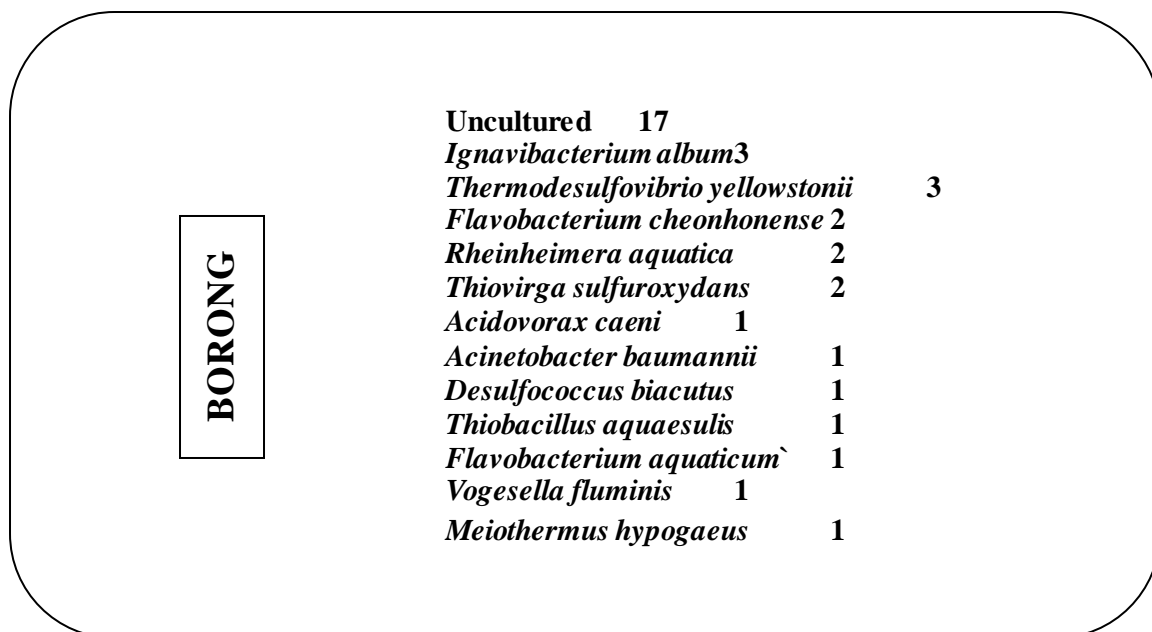 BORONG
Uncultured 17
Ignavibacterium album3
Thermodesulfovibrio yellowstonii 3
Flavobacterium cheonhonense 2
Rheinheimera aquatica 2
Thiovirga sulfuroxydans 2
Acidovorax caeni 1
Acinetobacter baumannii 1
Desulfococcus biacutus 1
Thiobacillus aquaesulis 1
Flavobacterium aquaticum` 1
Vogesella fluminis 1
Meiothermus hypogaeus 1